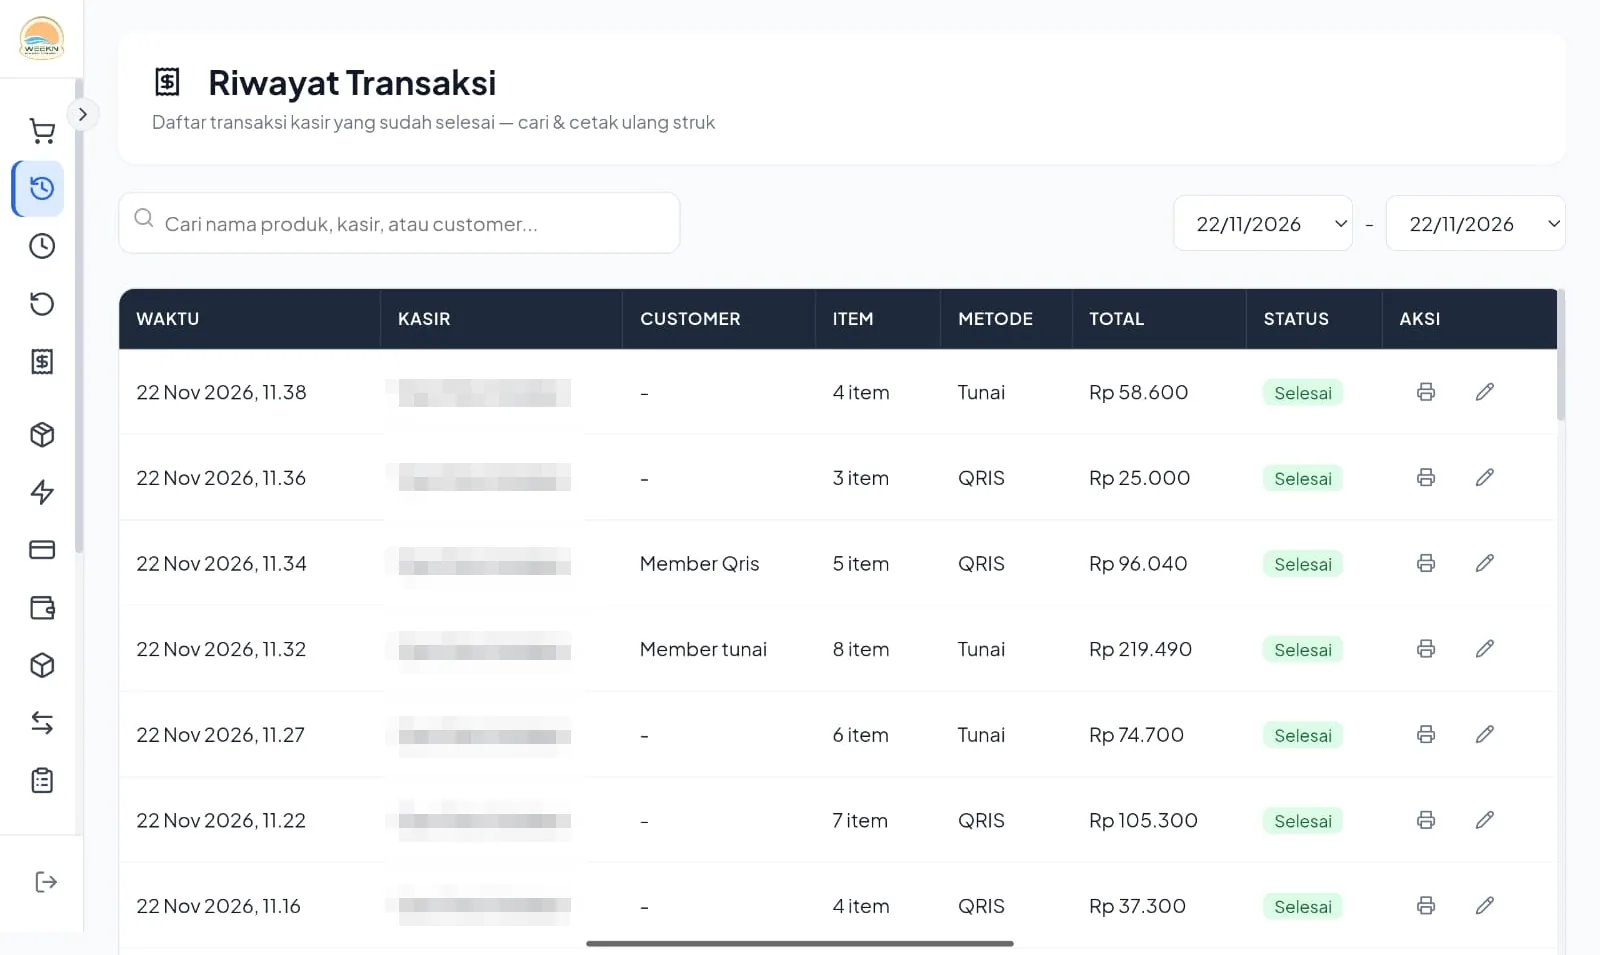 WEEKN
Riwayat Transaksi
Daftar transaksi kasir yang sudah selesai — cari & cetak ulang struk
Cari nama produk, kasir, atau customer...
22/11/2026 - 22/11/2026
WAKTU KASIR CUSTOMER ITEM METODE TOTAL STATUS AKSI
22 Nov 2026, 11.38 - 4 item Tunai Rp 58.600 Selesai
22 Nov 2026, 11.36 - 3 item QRIS Rp 25.000 Selesai
22 Nov 2026, 11.34 Member Qris 5 item QRIS Rp 96.040 Selesai
22 Nov 2026, 11.32 Member tunai 8 item Tunai Rp 219.490 Selesai
22 Nov 2026, 11.27 - 6 item Tunai Rp 74.700 Selesai
22 Nov 2026, 11.22 - 7 item QRIS Rp 105.300 Selesai
22 Nov 2026, 11.16 - 4 item QRIS Rp 37.300 Selesai